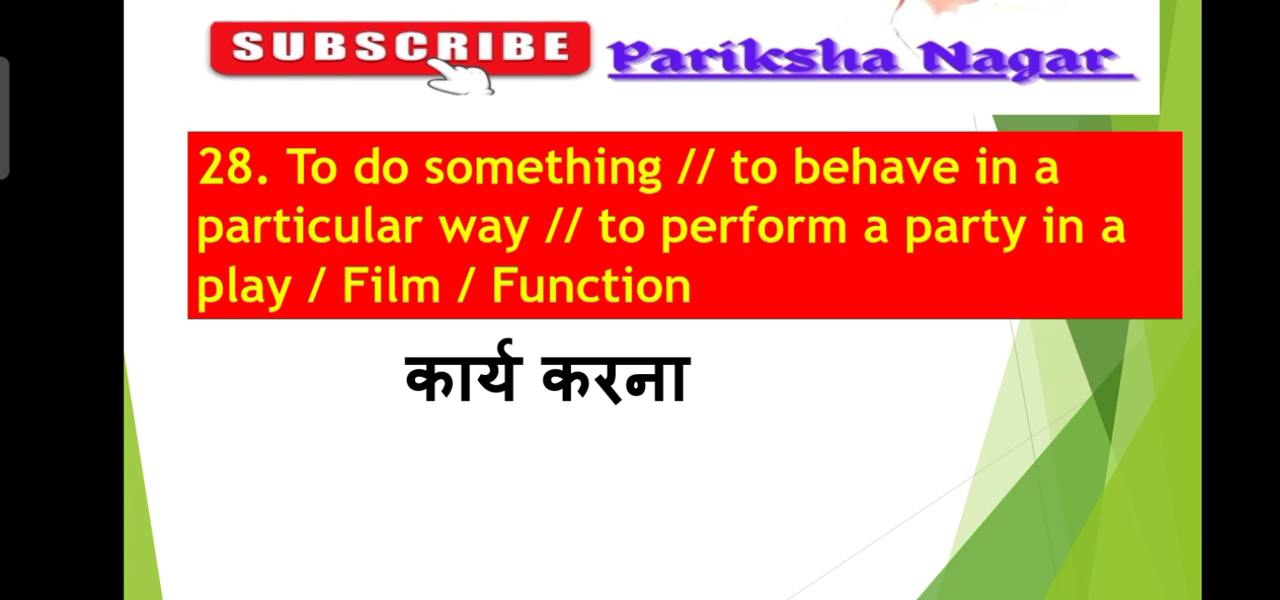 SUBSCRIBE Pariksha Nagar
28. To do something // to behave in a
particular way // to perform a party in a
play / Film / Function
कार्य करना